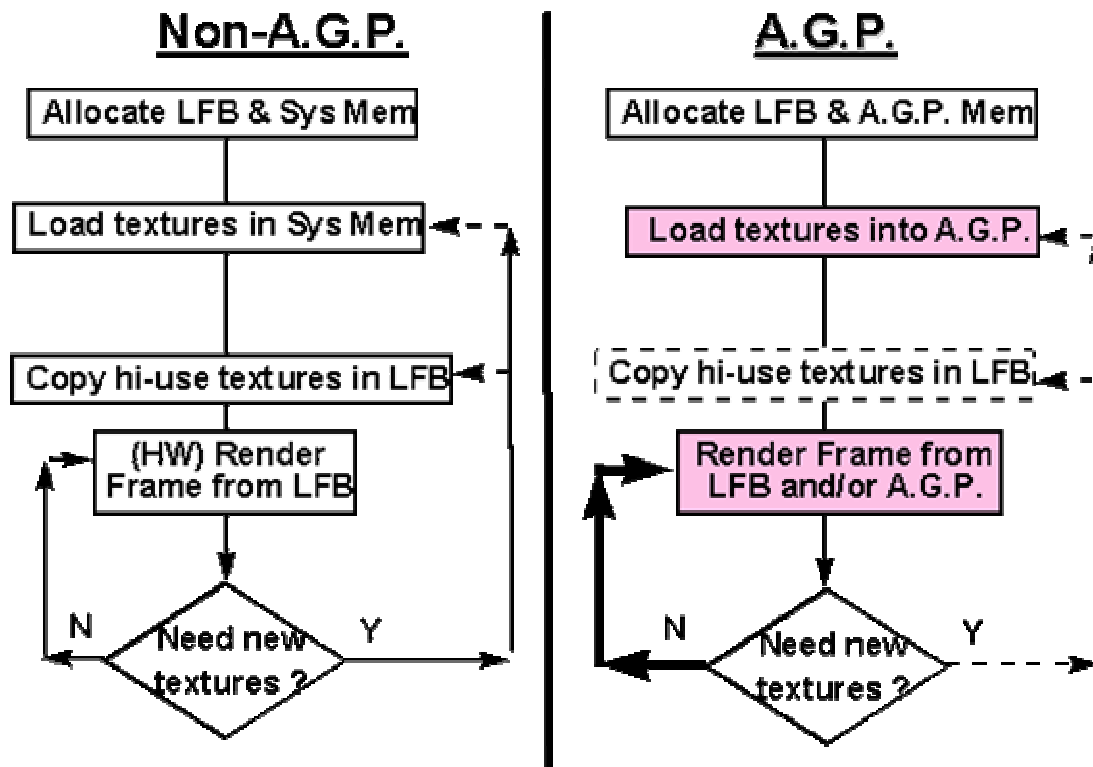 Non-A.G.P.
Allocate LFB & Sys Mem
Load textures in Sys Mem
Copy hi-use textures in LFB
(HW) Render
Frame from LFB
N
Y
Need new
textures ?
A.G.P.
Allocate LFB & A.G.P. Mem
Load textures into A.G.P.
Copy hi-use textures in LFB
Render Frame from
LFB and/or A.G.P.
N
Y
Need new
textures ?